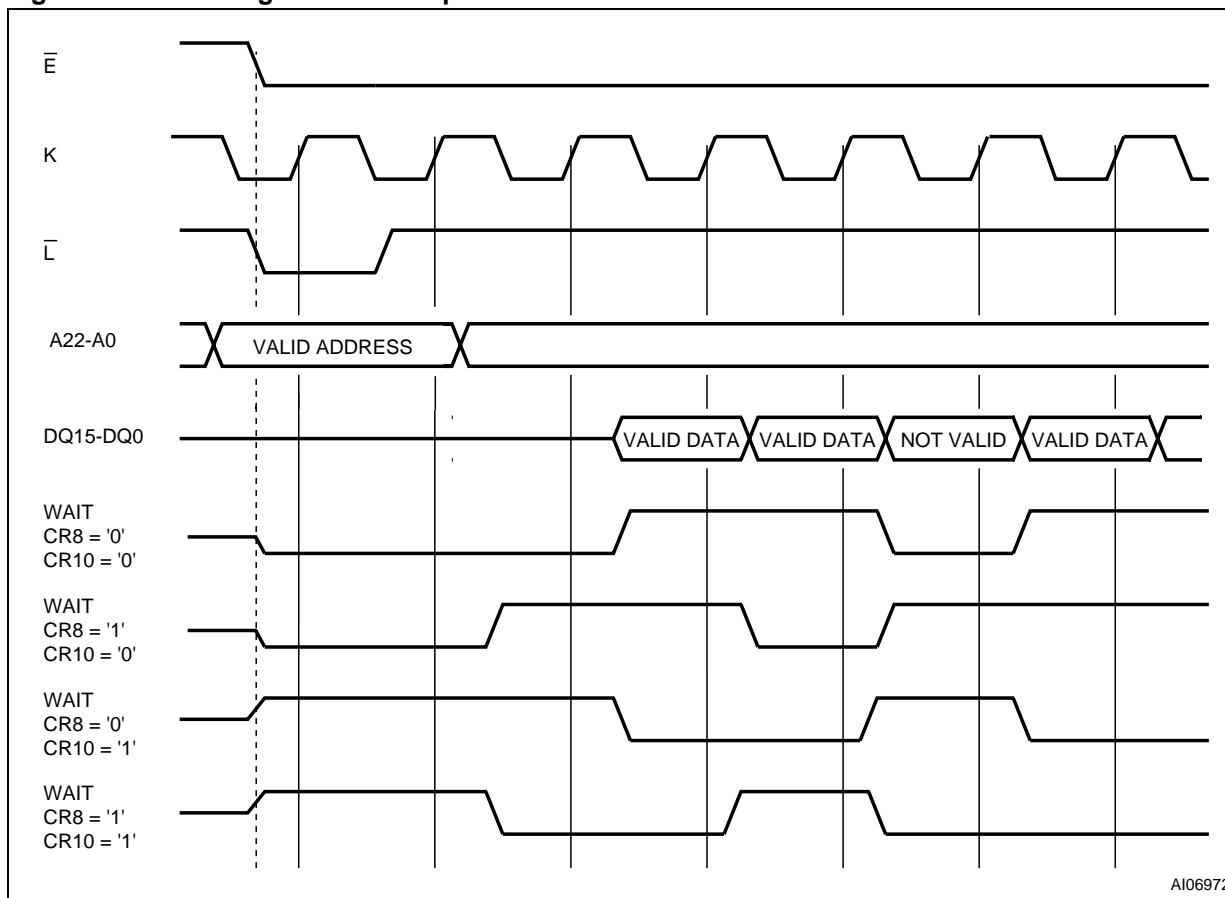 E
K
L
A22-A0
VALID ADDRESS
DQ15-DQ0
VALID DATA
VALID DATA
NOT VALID
VALID DATA
WAIT
CR8 = '0'
CR10 = '0'
WAIT
CR8 = '1'
CR10 = '0'
WAIT
CR8 = '0'
CR10 = '1'
WAIT
CR8 = '1'
CR10 = '1'
AI06972